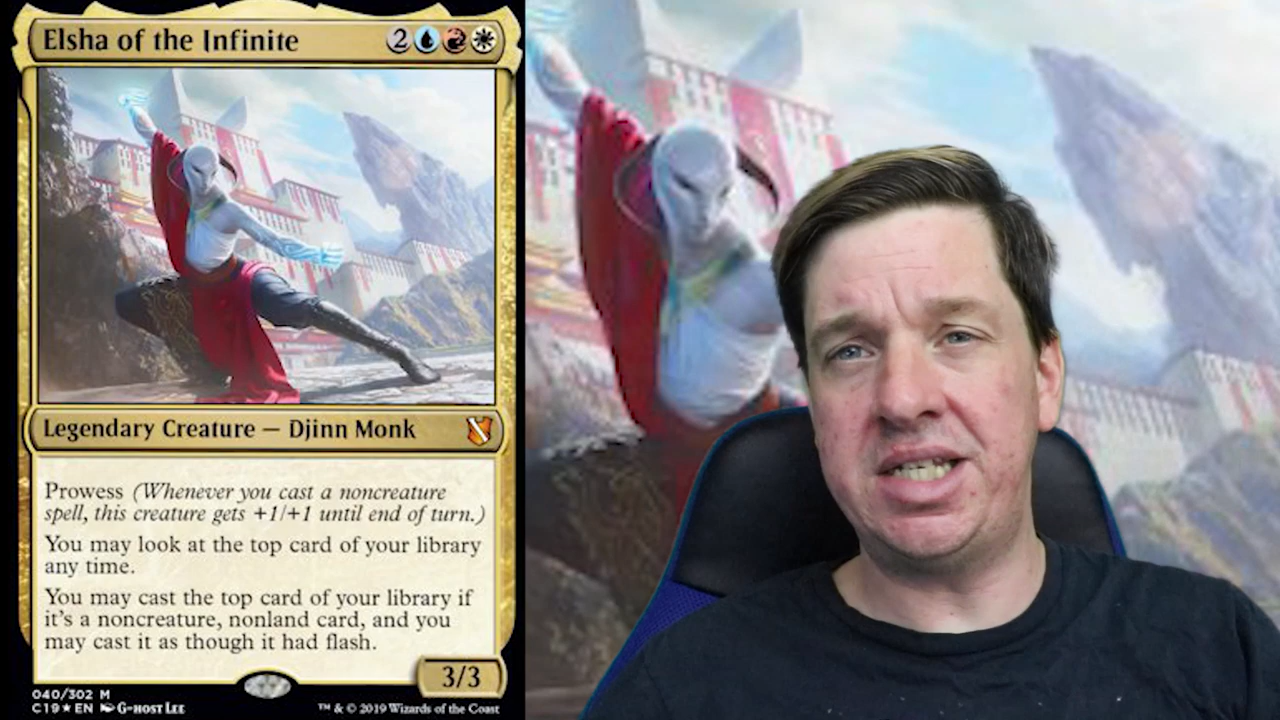 Elsha of the Infinite 2
Legendary Creature — Djinn Monk
Prowess (Whenever you cast a noncreature
spell, this creature gets +1/+1 until end of turn.)
You may look at the top card of your library
any time.
You may cast the top card of your library if
it's a noncreature, nonland card, and you
may cast it as though it had flash.
3/3
040/302 M
C19★EN G-host Lee
™ & © 2019 Wizards of the Coast